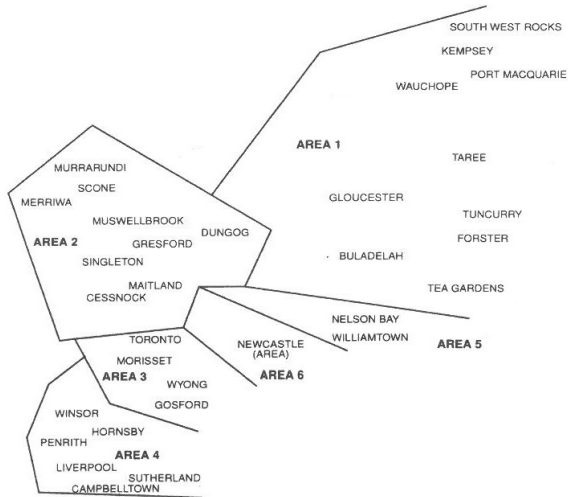 SOUTH WEST ROCKS
KEMPSEY
PORT MACQUARIE
WAUCHOPE
AREA 1
TAREE
GLOUCESTER
TUNCURRY
FORSTER
BULADELAH
TEA GARDENS
MURRARUNDI
SCONE
MERRIWA
MUSWELLBROOK
DUNGOG
AREA 2
GRESFORD
SINGLETON
MAITLAND
CESSNOCK
NELSON BAY
WILLIAMTOWN
AREA 5
NEWCASTLE
(AREA)
AREA 6
TORONTO
MORISSET
AREA 3
WYONG
GOSFORD
WINSOR
HORNSBY
PENRITH
AREA 4
LIVERPOOL
SUTHERLAND
CAMPBELLTOWN